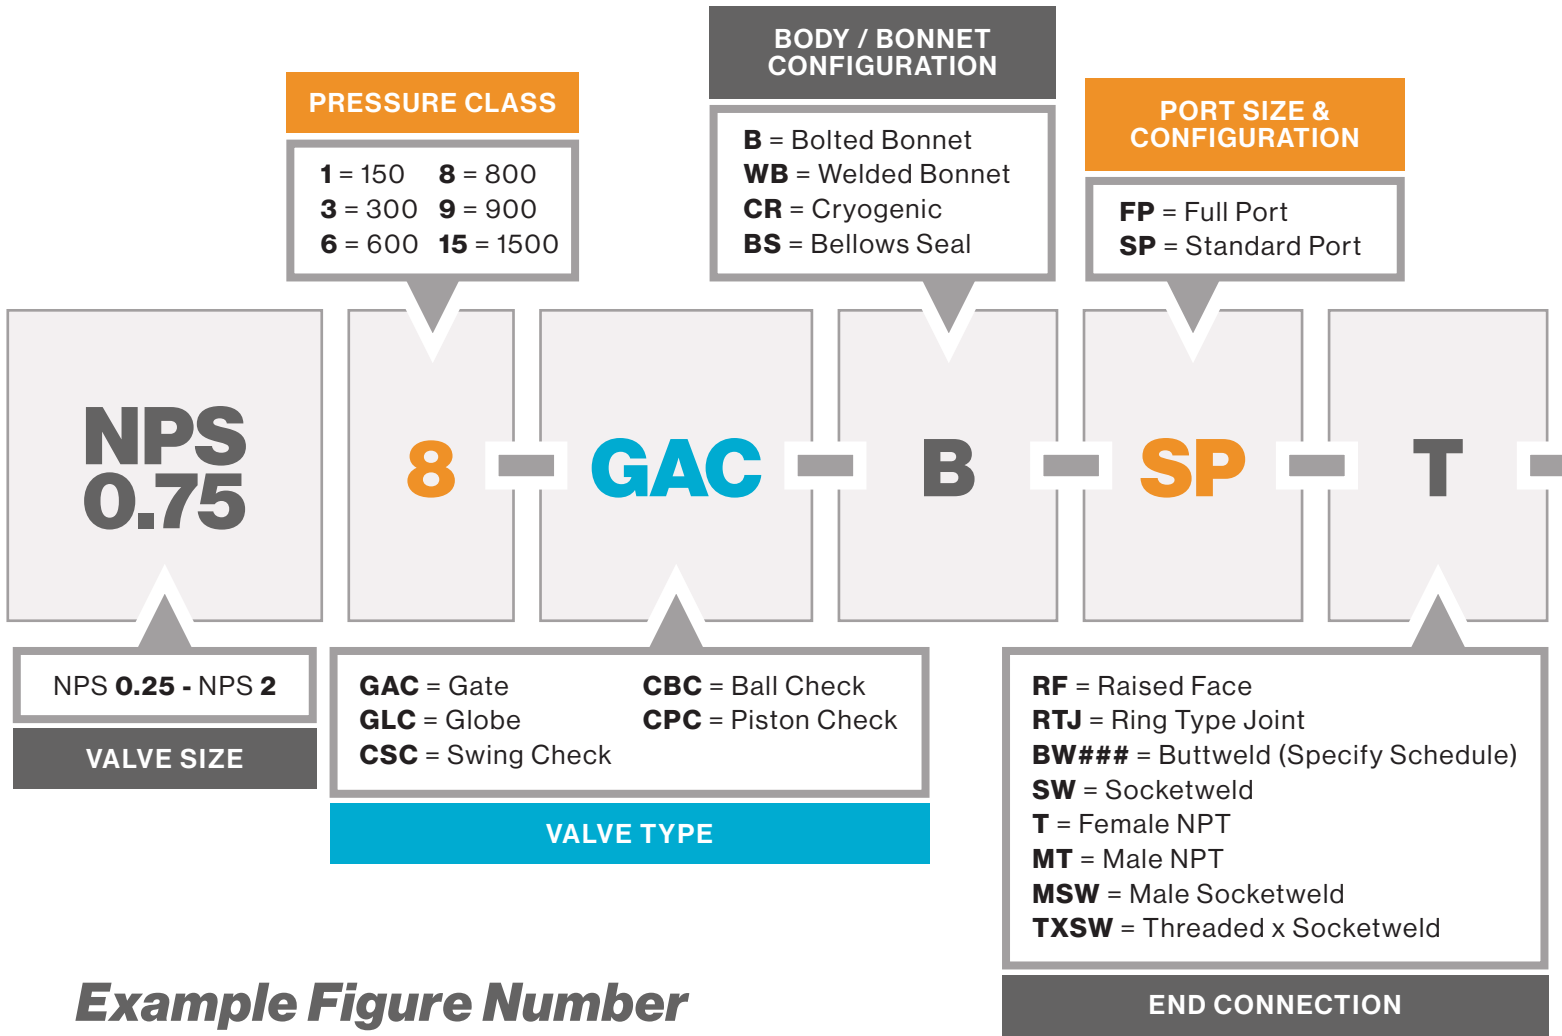 BODY / BONNET
CONFIGURATION
PRESSURE CLASS
PORT SIZE &
CONFIGURATION
1 = 150 8 = 800
3 = 300 9 = 900
6 = 600 15 = 1500
B = Bolted Bonnet
WB = Welded Bonnet
CR = Cryogenic
BS = Bellows Seal
FP = Full Port
SP = Standard Port
NPS
0.75
8 - GAC - B - SP - T -
NPS 0.25 - NPS 2
VALVE SIZE
GAC = Gate
GLC = Globe
CSC = Swing Check
CBC = Ball Check
CPC = Piston Check
VALVE TYPE
RF = Raised Face
RTJ = Ring Type Joint
BW### = Buttweld (Specify Schedule)
SW = Socketweld
T = Female NPT
MT = Male NPT
MSW = Male Socketweld
TXSW = Threaded x Socketweld
END CONNECTION
Example Figure Number